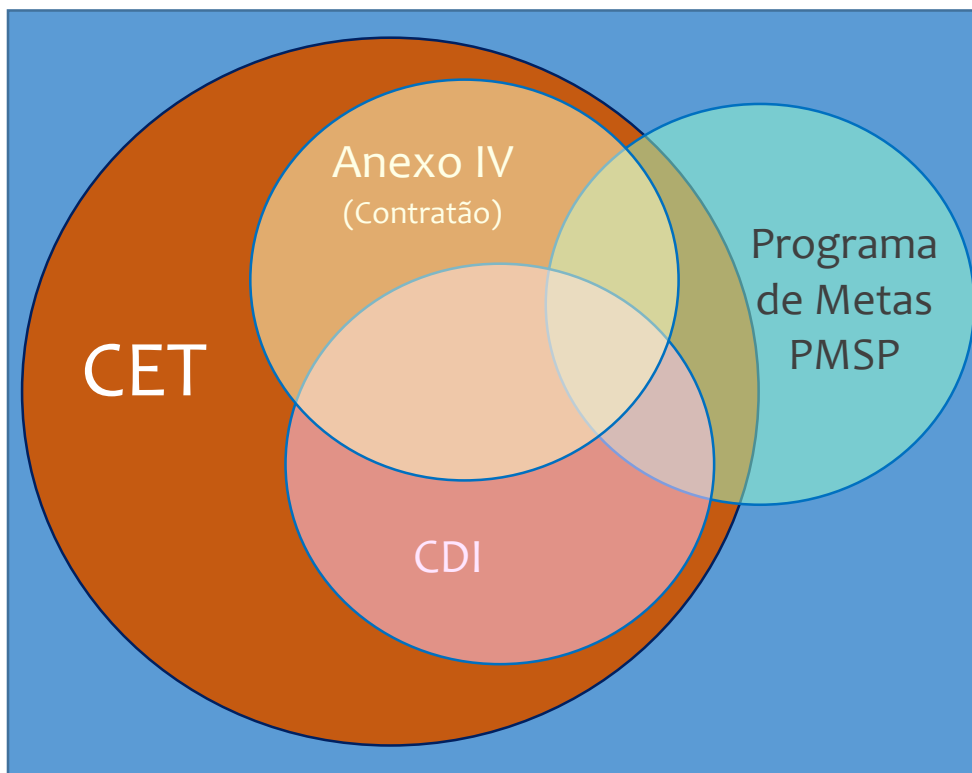 Anexo IV
(Contratão)
Programa
de Metas
PMSP
CET
CDI